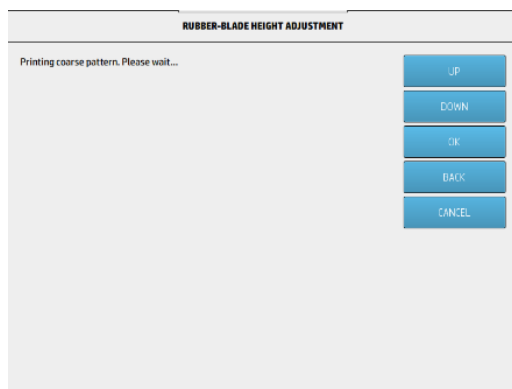 RUBBER-BLADE HEIGHT ADJUSTMENT
Printing coarse pattern. Please wait...
UP
DOWN
OK
BACK
CANCEL